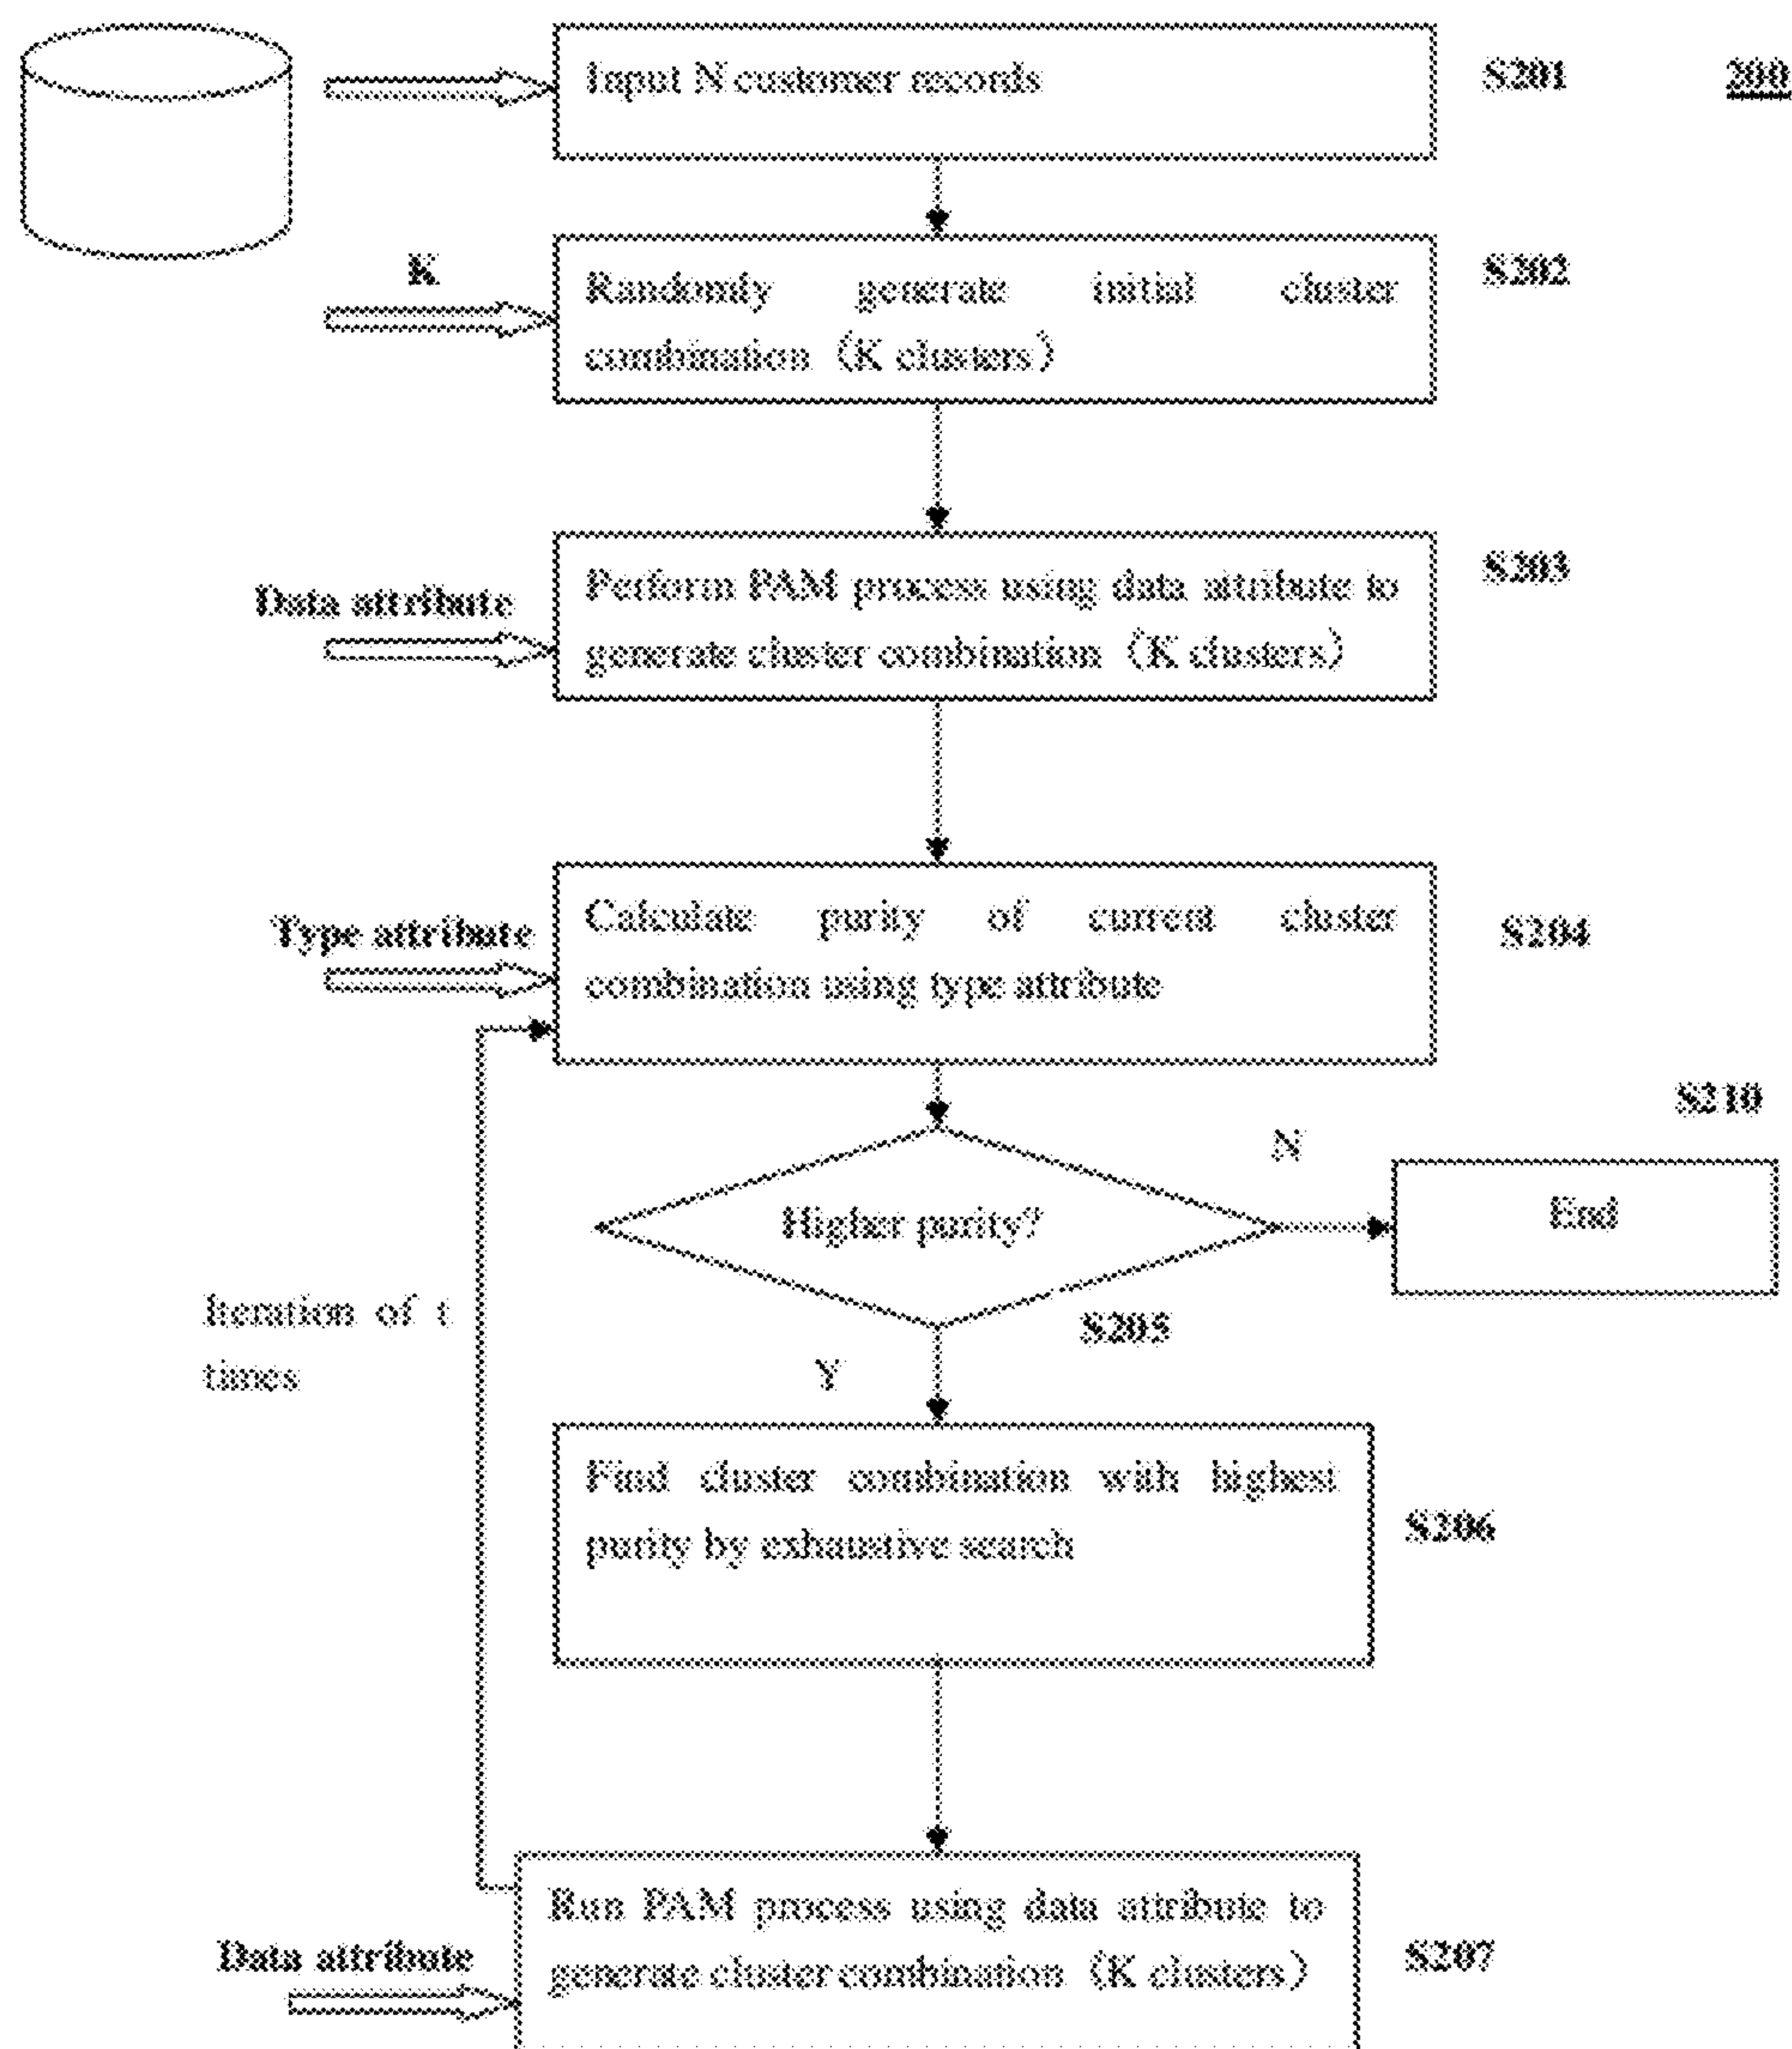 Input N customer records
S201
200
K
Randomly generate initial cluster
combination (K clusters)
S202
Data attribute
Perform PAM process using data attribute to
generate cluster combination (K clusters)
S203
Type attribute
Calculate purity of current cluster
combination using type attribute
S204
S210
N
Higher purity?
End
S205
Iteration of t
times
Y
Find cluster combination with highest
purity by exhaustive search
S206
Run PAM process using data attribute to
generate cluster combination (K clusters)
Data attribute
S207